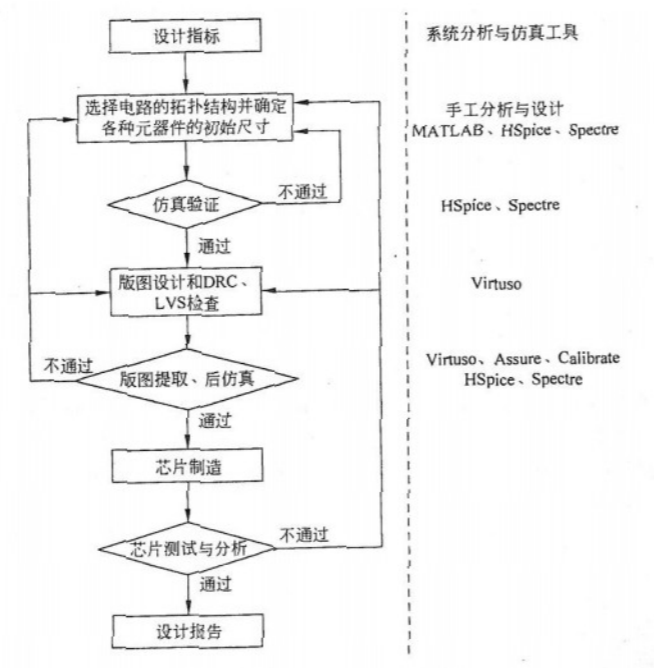 设计指标
系统分析与仿真工具
选择电路的拓扑结构并确定
各种元器件的初始尺寸
手工分析与设计
MATLAB、HSpice、Spectre
仿真验证
不通过
HSpice、Spectre
通过
版图设计和DRC、
LVS检查
Virtuso
不通过
版图提取、后仿真
Virtuso、Assure、Calibrate
HSpice、Spectre
通过
芯片制造
芯片测试与分析
不通过
通过
设计报告